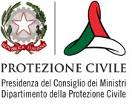 PROTEZIONE CIVILE
Presidenza del Consiglio dei Ministri
Dipartimento della Protezione Civile